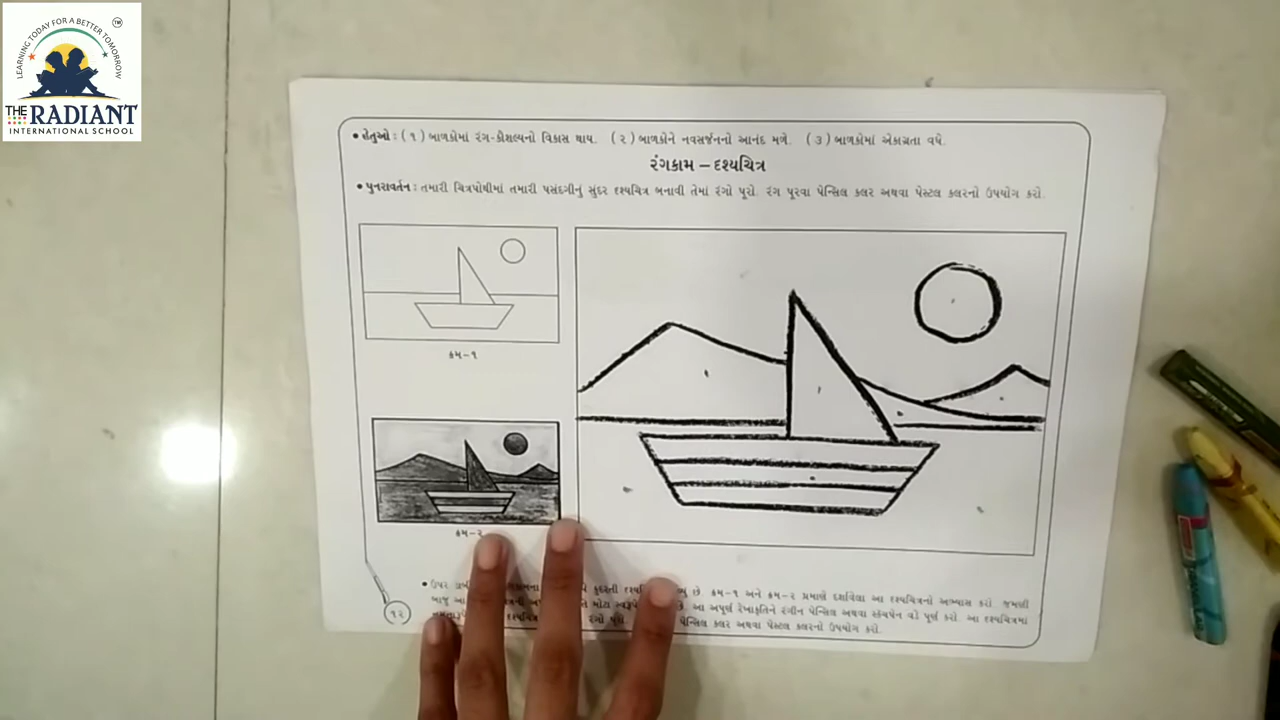 LEARNING TODAY FOR A BETTER TOMORROW
TM
THE RADIANT
INTERNATIONAL SCHOOL
• હેતુઓ : (૧) બાળકોમાં રંગ-કૌશલ્યનો વિકાસ થાય. (૨) બાળકોને નવસર્જનનો આનંદ મળે. (૩) બાળકોમાં એકાગ્રતા વધે.
રંગકામ – દૃશ્યચિત્ર
• પુનરાવર્તન : તમારી ચિત્રપોથીમાં તમારી પસંદગીનું સુંદર દૃશ્યચિત્ર બનાવી તેમાં રંગો પૂરો. રંગ પૂરવા પેન્સિલ કલર અથવા પેસ્ટલ કલરનો ઉપયોગ કરો.
ક્રમ-૧
ક્રમ-૨
• ઉપર કુદરતી છે. ક્રમ-૧ અને ક્રમ-૨ પ્રમાણે દર્શાવેલા આ દૃશ્યચિત્રનો અભ્યાસ કરો. જમણી
બાજુ આ મોટા છે. આ અપૂર્ણ રેખાકૃતિને રંગીન પેન્સિલ અથવા સ્કેચપેન વડે પૂર્ણ કરો. આ દૃશ્યચિત્રમાં
રંગો પૂરો. પેન્સિલ કલર અથવા પેસ્ટલ કલરનો ઉપયોગ કરો.
૧૨